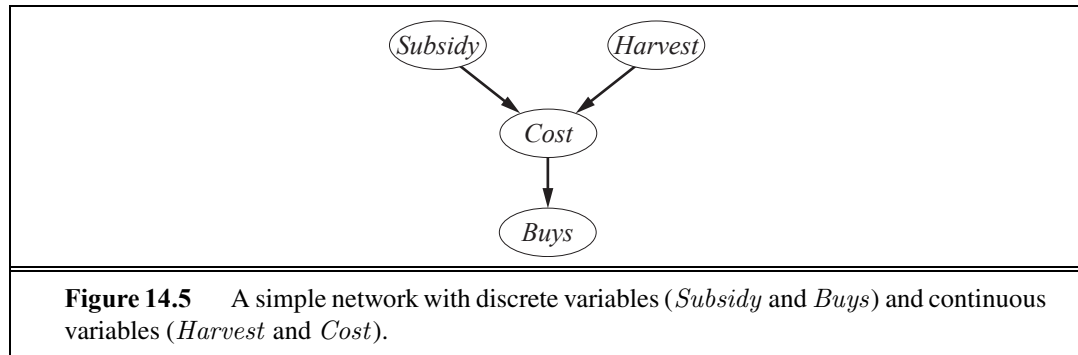 Subsidy Harvest
Cost
Buys
Figure 14.5 A simple network with discrete variables (Subsidy and Buys) and continuous
variables (Harvest and Cost).